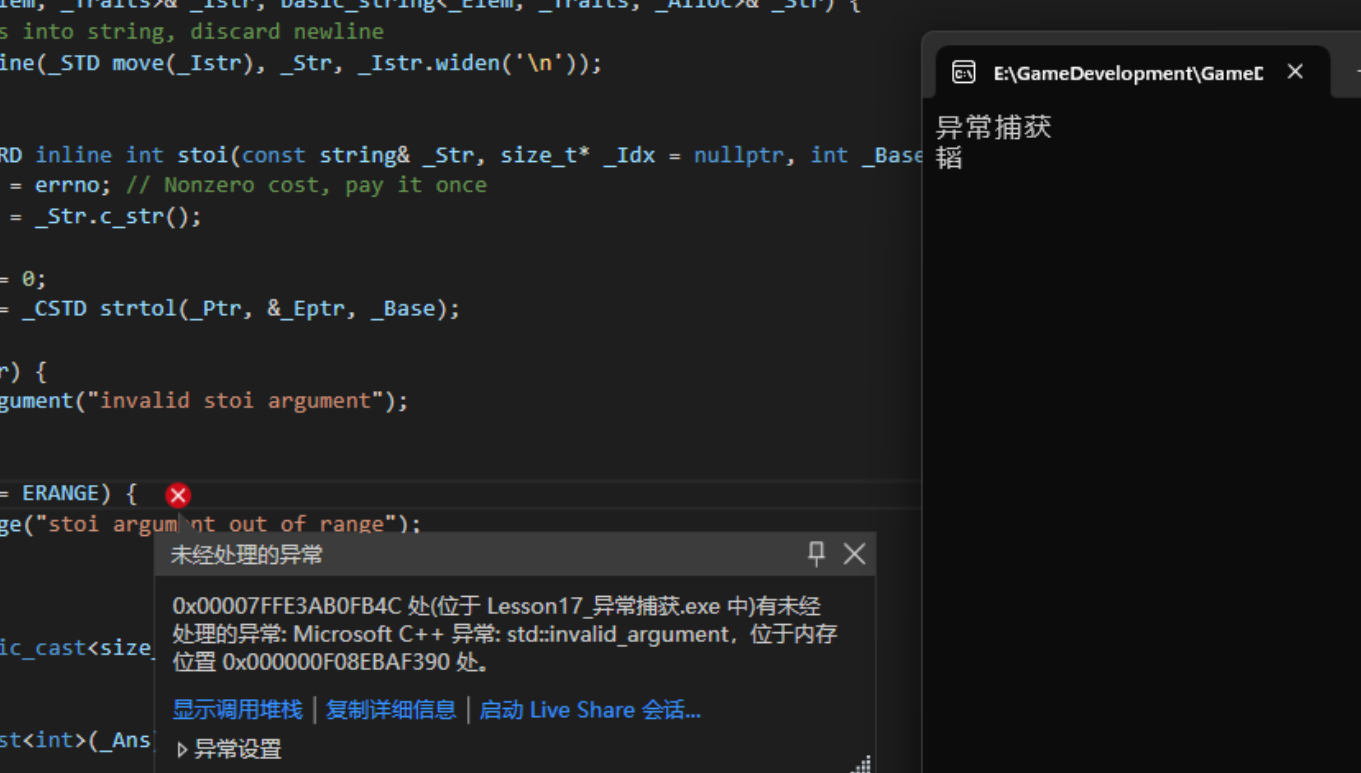 _Traits>& _Istr, basic_string<_Elem, _Traits, _Alloc>& _Str) {
s into string, discard newline
ine(_STD move(_Istr), _Str, _Istr.widen('\n'));
RD inline int stoi(const string& _Str, size_t* _Idx = nullptr, int _Base
= errno; // Nonzero cost, pay it once
= _Str.c_str();
= 0;
= _CSTD strtol(_Ptr, &_Eptr, _Base);
r) {
gument("invalid stoi argument");
= ERANGE) {
ge("stoi argument out of range");
ic_cast<size_
st<int>(_Ans
未经处理的异常
0x00007FFE3AB0FB4C 处(位于 Lesson17_异常捕获.exe 中)有未经
处理的异常: Microsoft C++ 异常: std::invalid_argument，位于内存
位置 0x000000F08EBAF390 处。
显示调用堆栈 | 复制详细信息 | 启动 Live Share 会话...
异常设置
E:\GameDevelopment\GameD
异常捕获
韬